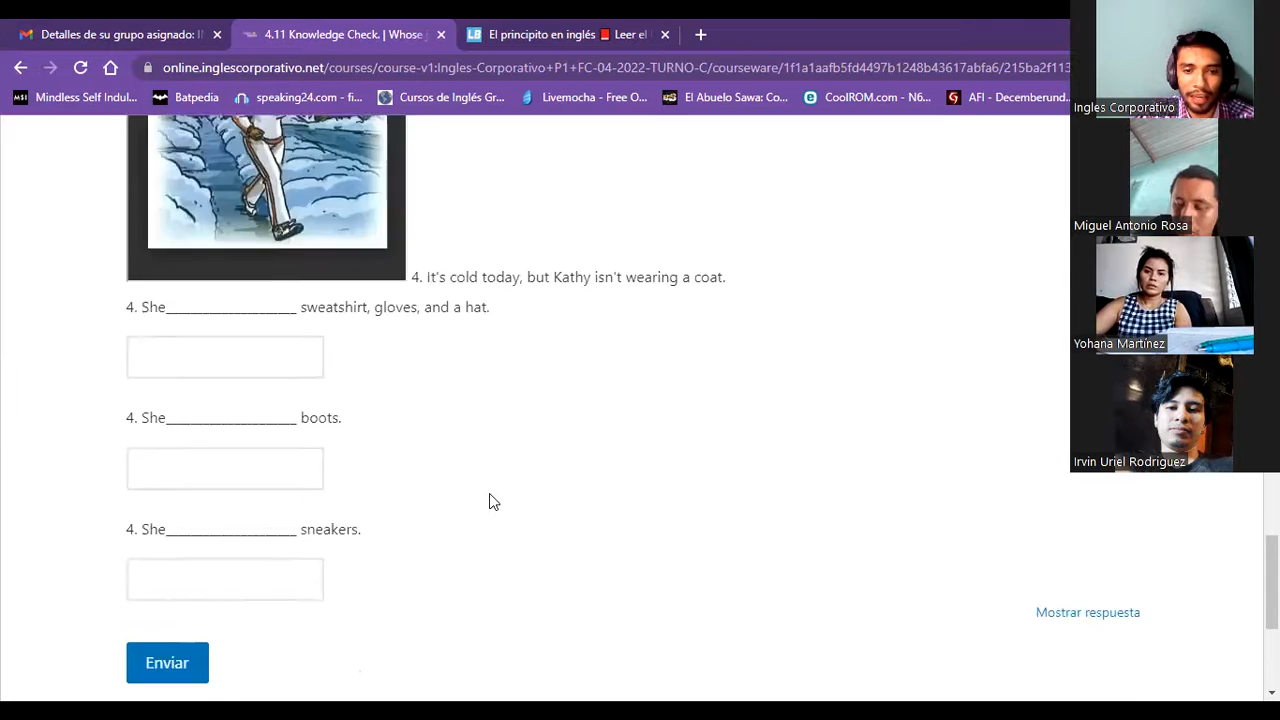 Detalles de su grupo asignado: I
4.11 Knowledge Check. | Whose
El principito en inglés 📕 Leer el
online.inglescorporativo.net/courses/course-v1:Ingles-Corporativo+P1+FC-04-2022-TURNO-C/courseware/1f1a1aafb5fd4497b1248b43617abfa6/215ba2f113
Mindless Self Indul...
Batpedia
speaking24.com - fi...
Cursos de Inglés Gr...
Livemocha - Free O...
El Abuelo Sawa: Co...
CoolROM.com - N6...
AFI - Decemberund...
Ingles Corporativo
Miguel Antonio Rosa
Yohana Martinez
Irvin Uriel Rodriguez
4. It's cold today, but Kathy isn't wearing a coat.
4. She___________________ sweatshirt, gloves, and a hat.
4. She___________________ boots.
4. She___________________ sneakers.
Mostrar respuesta
Enviar